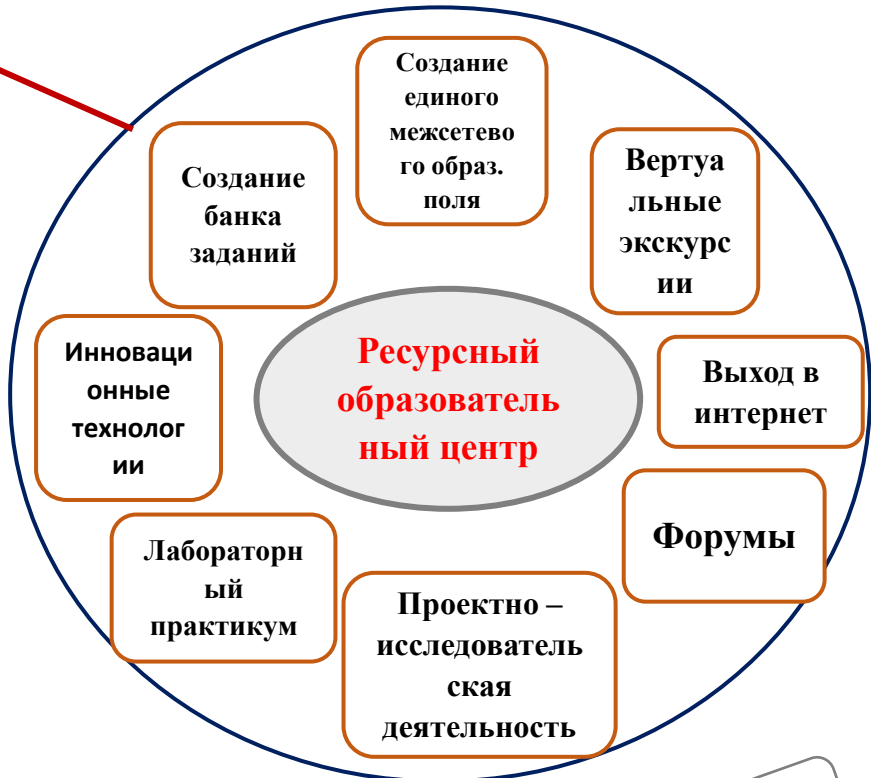 Создание
единого
межсетево
го образ.
поля
Создание
банка
заданий
Вертуа
льные
экскурс
ии
Ресурсный
образователь
ный центр
Инноваци
онные
технолог
ии
Выход в
интернет
Форумы
Лабораторн
ый
практикум
Проектно –
исследователь
ская
деятельность